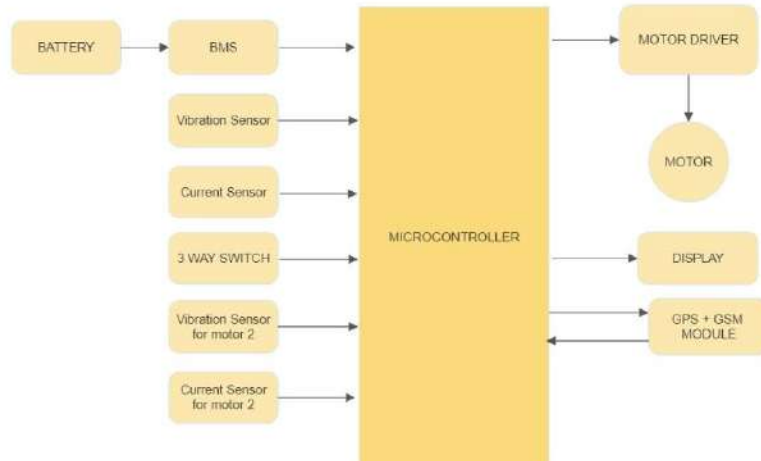 BATTERY
BMS
MOTOR DRIVER
Vibration Sensor
MOTOR
Current Sensor
MICROCONTROLLER
3 WAY SWITCH
DISPLAY
Vibration Sensor
for motor 2
GPS + GSM
MODULE
Current Sensor
for motor 2